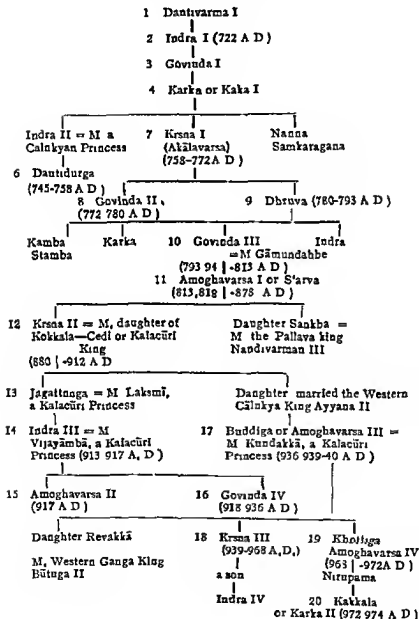 1 Dantivarma I
2 Indra I (722 A D)
3 Govinda I
4 Karka or Kaka I
Indra II = M a Calnkyan Princess
7 Krsna I (Akālavarsa) (758-772 A D)
Nanna Samkaragana
6 Dantidurga (745-758 A D)
8 Govinda II, (772 780 A D)
9 Dhruva (780-793 A D)
Kamba Stamba
Karka
10 Govinda III =M Gāmundabbe (793 94 | -813 A D)
Indra
11 Amoghavarsa I or S'arva (813,818 | -878 A D)
12 Krsna II = M, daughter of Kokkala—Cedi or Kalacūri King (880 | -912 A D
Daughter Sankba = M the Pallava king Nandivarman III
13 Jagattunga = M Laksmī, a Kalacūri Princess
Daughter married the Western Cālnkya King Ayyana II
14 Indra III = M Vijayāmbā, a Kalacūri Princess (913 917 A, D)
17 Buddiga or Amoghavarsa III = M Kundakkā, a Kalacūri Princess (936 939-40 A D)
15 Amoghavarsa II (917 A D)
16 Govinda IV (918 936 A D)
Danghter Revakkā
M, Western Ganga King Būtuga II
18 Krsna III (939-968 A,D,)
a son
Indra IV
19 Khottiga Amoghavarsa IV (963 | -972A D) Nirupama
20 Kakkala or Karka II (972 974 A D)